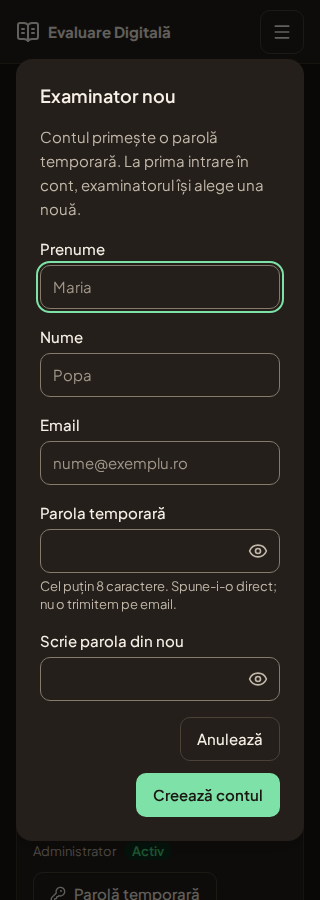 Evaluare Digitală
Examinator nou
Contul primește o parolă
temporară. La prima intrare în
cont, examinatorul își alege una
nouă.
Prenume
Maria
Nume
Popa
Email
nume@exemplu.ro
Parola temporară
Cel puțin 8 caractere. Spune-i-o direct;
nu o trimitem pe email.
Scrie parola din nou
Anulează
Creează contul
Administrator Activ
Parolă temporară